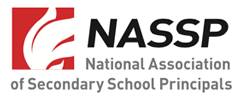 NASSP
National Association
of Secondary School Principals